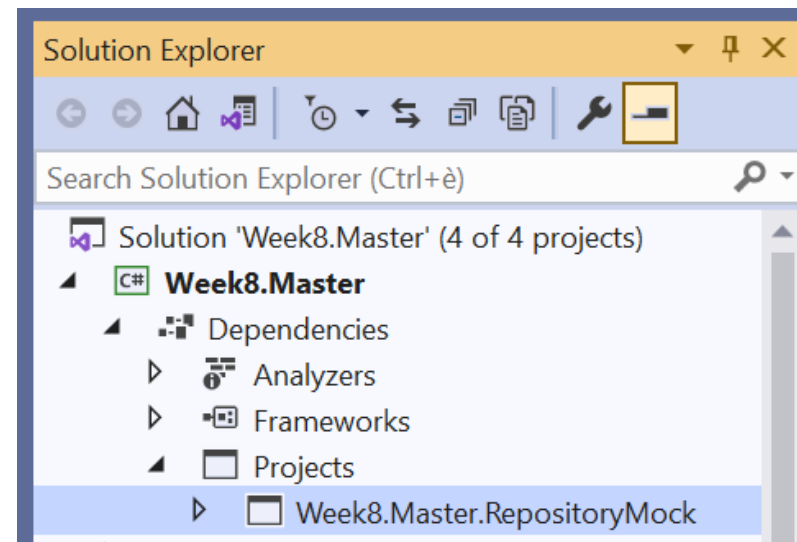 Solution Explorer
Search Solution Explorer (Ctrl+è)
Solution 'Week8.Master' (4 of 4 projects)
C# Week8.Master
Dependencies
Analyzers
Frameworks
Projects
Week8.Master.RepositoryMock